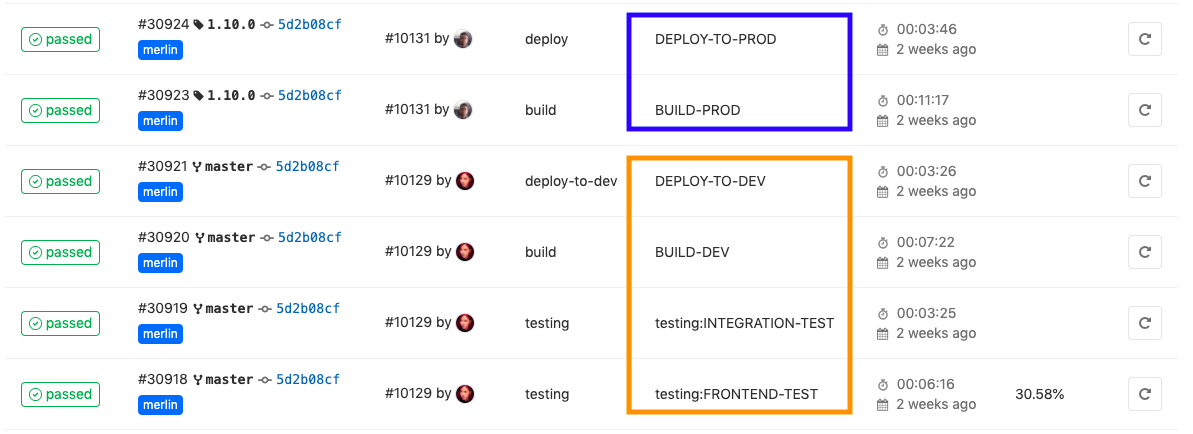 passed
#30924 1.10.0 5d2b08cf
merlin
#10131 by
deploy
DEPLOY-TO-PROD
00:03:46
2 weeks ago
passed
#30923 1.10.0 5d2b08cf
merlin
#10131 by
build
BUILD-PROD
00:11:17
2 weeks ago
passed
#30921 master 5d2b08cf
merlin
#10129 by
deploy-to-dev
DEPLOY-TO-DEV
00:03:26
2 weeks ago
passed
#30920 master 5d2b08cf
merlin
#10129 by
build
BUILD-DEV
00:07:22
2 weeks ago
passed
#30919 master 5d2b08cf
merlin
#10129 by
testing
testing:INTEGRATION-TEST
00:03:25
2 weeks ago
passed
#30918 master 5d2b08cf
merlin
#10129 by
testing
testing:FRONTEND-TEST
00:06:16
2 weeks ago
30.58%